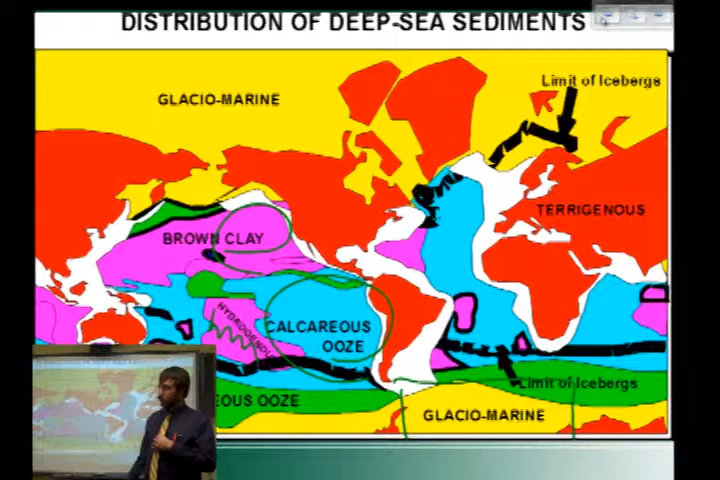 DISTRIBUTION OF DEEP-SEA SEDIMENTS
Limit of Icebergs
GLACIO-MARINE
TERRIGENOUS
BROWN CLAY
CALCAREOUS
OOZE
Limit of Icebergs
EOUS OOZE
GLACIO-MARINE